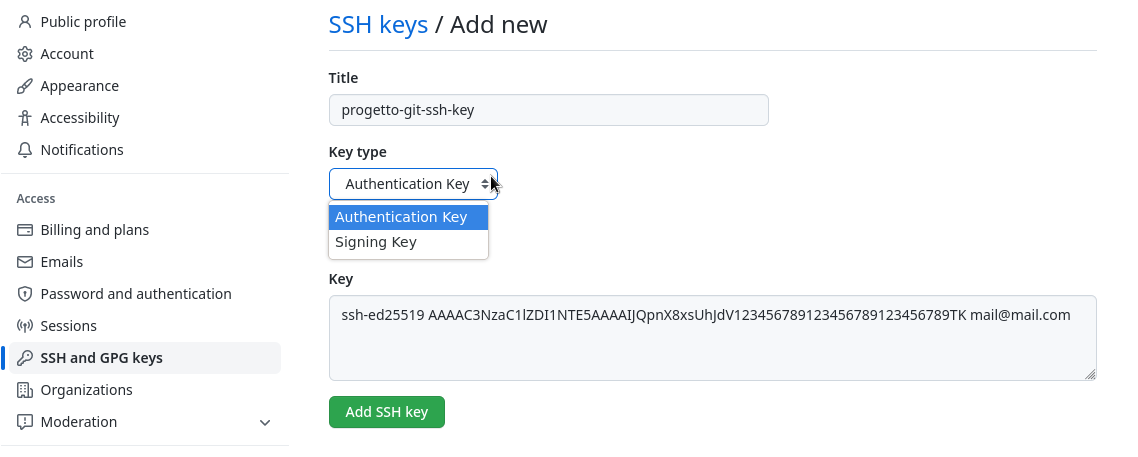 Public profile
Account
Appearance
Accessibility
Notifications
Access
Billing and plans
Emails
Password and authentication
Sessions
SSH and GPG keys
Organizations
Moderation
SSH keys / Add new
Title
progetto-git-ssh-key
Key type
Authentication Key
Authentication Key
Signing Key
Key
ssh-ed25519 AAAAC3NzaC1lZDI1NTE5AAAAIJQpnX8xsUhJdV123456789123456789123456789TK mail@mail.com
Add SSH key